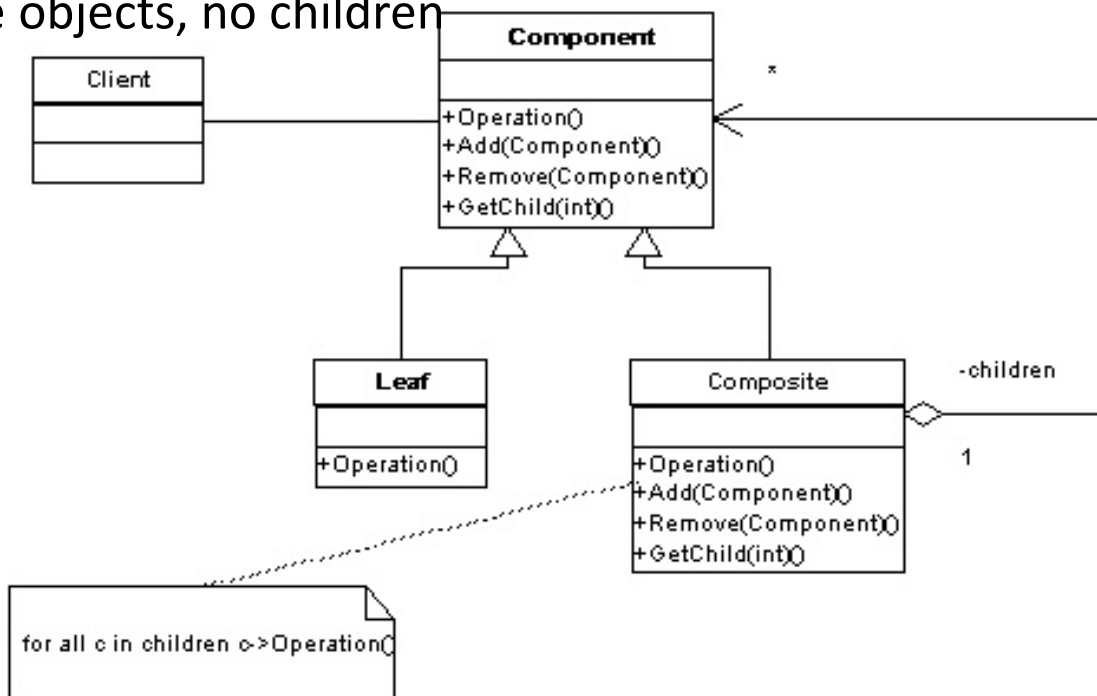 e objects, no children
Component
Client
*
+Operation()
+Add(Component)()
+Remove(Component)()
+GetChild(int)()
Leaf
+Operation()
Composite
-children
1
+Operation()
+Add(Component)()
+Remove(Component)()
+GetChild(int)()
for all c in children c->Operation()